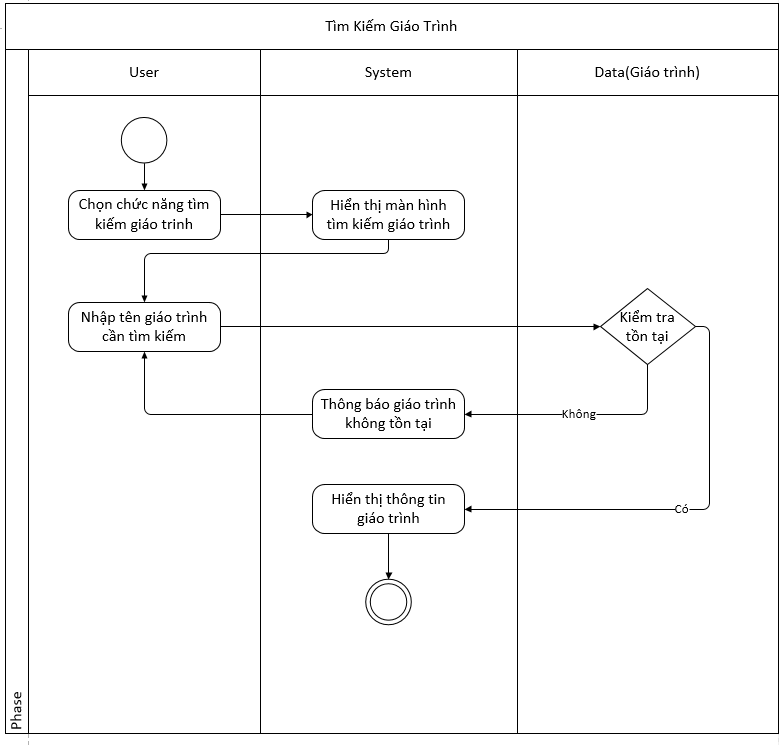 Tìm Kiếm Giáo Trình
User
System
Data(Giáo trình)
Chọn chức năng tìm
kiếm giáo trinh
Hiển thị màn hình
tìm kiếm giáo trình
Nhập tên giáo trình
cần tìm kiếm
Kiểm tra
tồn tại
Thông báo giáo trình
không tồn tại
Không
Hiển thị thông tin
giáo trình
Có
Phase